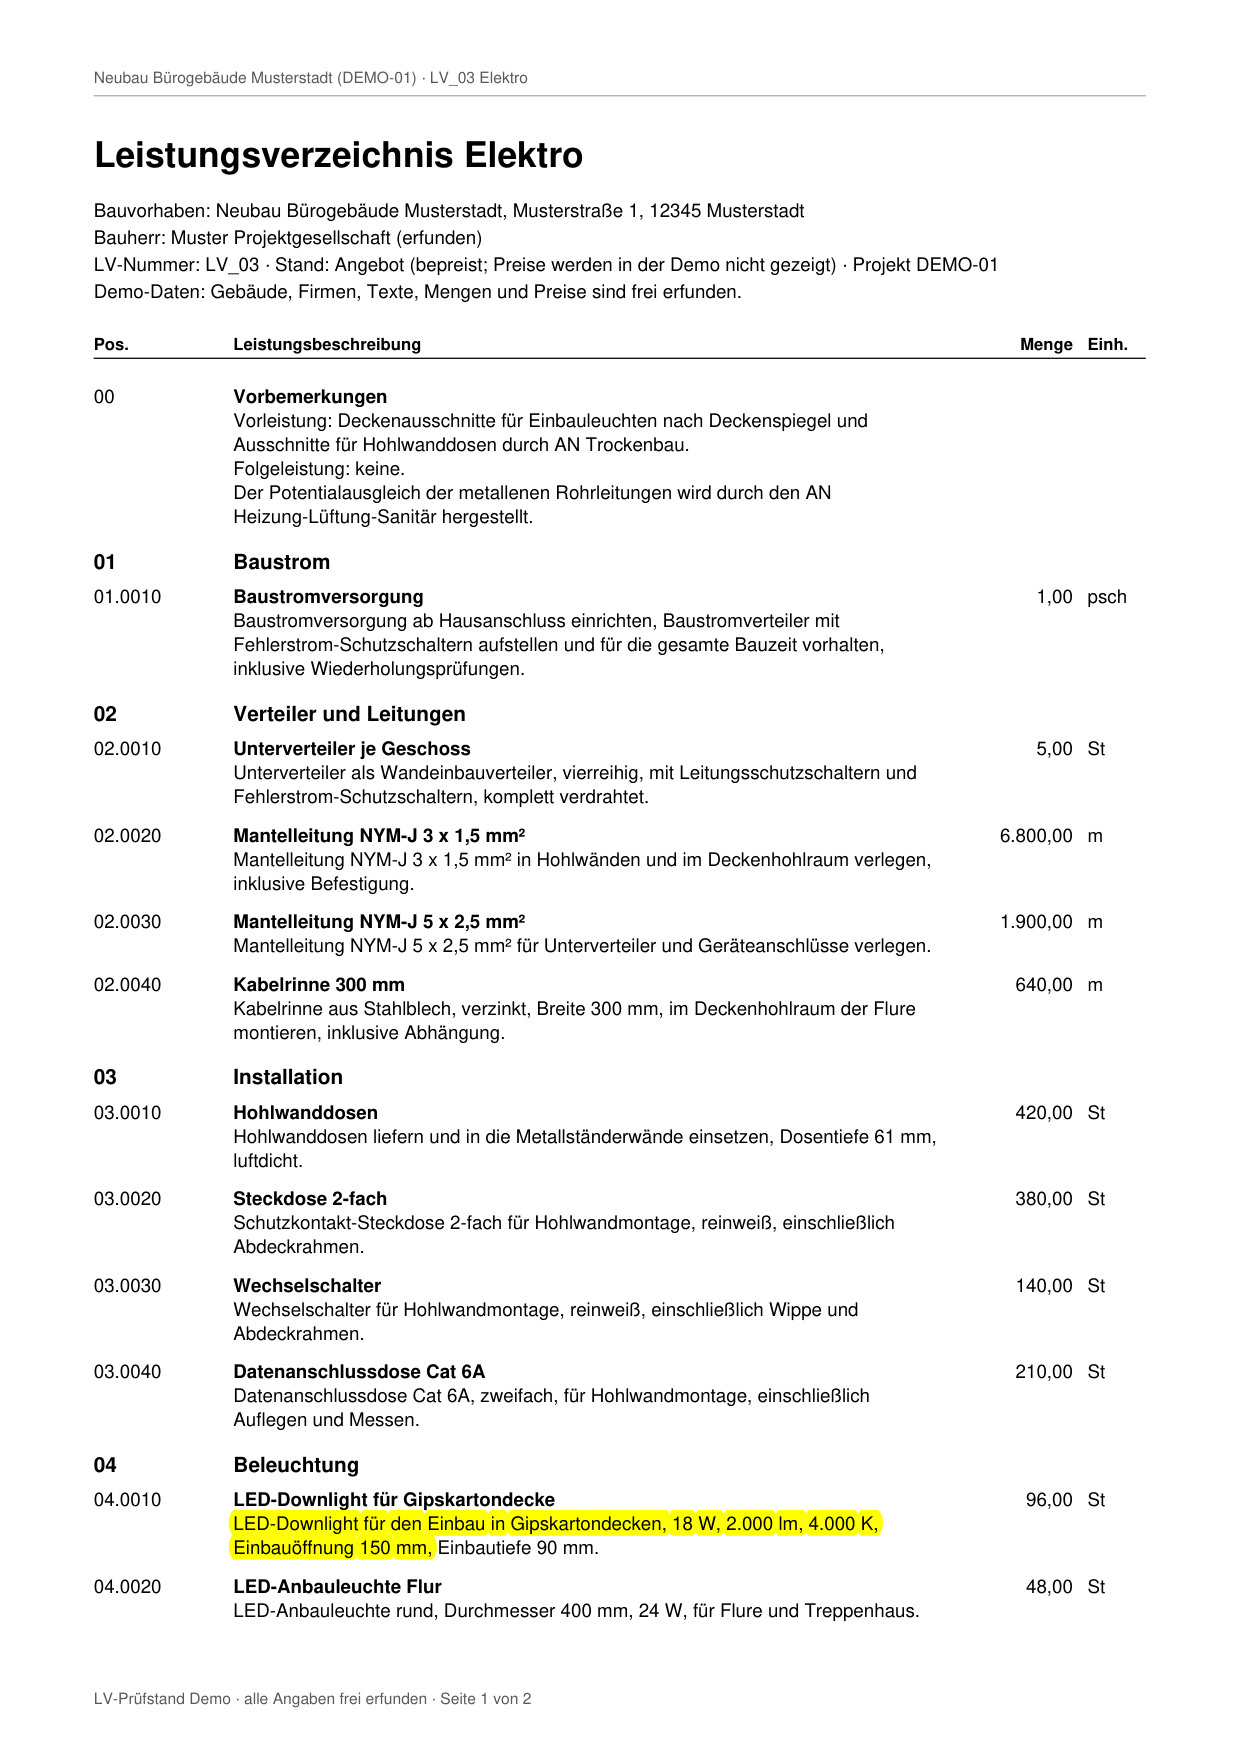 Neubau Bürogebäude Musterstadt (DEMO-01) · LV_03 Elektro
Leistungsverzeichnis Elektro
Bauvorhaben: Neubau Bürogebäude Musterstadt, Musterstraße 1, 12345 Musterstadt
Bauherr: Muster Projektgesellschaft (erfunden)
LV-Nummer: LV_03 · Stand: Angebot (bepreist; Preise werden in der Demo nicht gezeigt) · Projekt DEMO-01
Demo-Daten: Gebäude, Firmen, Texte, Mengen und Preise sind frei erfunden.
Pos. Leistungsbeschreibung Menge Einh.
00 Vorbemerkungen
Vorleistung: Deckenausschnitte für Einbauleuchten nach Deckenspiegel und
Ausschnitte für Hohlwanddosen durch AN Trockenbau.
Folgeleistung: keine.
Der Potentialausgleich der metallenen Rohrleitungen wird durch den AN
Heizung-Lüftung-Sanitär hergestellt.
01 Baustrom
01.0010 Baustromversorgung 1,00 psch
Baustromversorgung ab Hausanschluss einrichten, Baustromverteiler mit
Fehlerstrom-Schutzschaltern aufstellen und für die gesamte Bauzeit vorhalten,
inklusive Wiederholungsprüfungen.
02 Verteiler und Leitungen
02.0010 Unterverteiler je Geschoss 5,00 St
Unterverteiler als Wandeinbauverteiler, vierreihig, mit Leitungsschutzschaltern und
Fehlerstrom-Schutzschaltern, komplett verdrahtet.
02.0020 Mantelleitung NYM-J 3 x 1,5 mm² 6.800,00 m
Mantelleitung NYM-J 3 x 1,5 mm² in Hohlwänden und im Deckenhohlraum verlegen,
inklusive Befestigung.
02.0030 Mantelleitung NYM-J 5 x 2,5 mm² 1.900,00 m
Mantelleitung NYM-J 5 x 2,5 mm² für Unterverteiler und Geräteanschlüsse verlegen.
02.0040 Kabelrinne 300 mm 640,00 m
Kabelrinne aus Stahlblech, verzinkt, Breite 300 mm, im Deckenhohlraum der Flure
montieren, inklusive Abhängung.
03 Installation
03.0010 Hohlwanddosen 420,00 St
Hohlwanddosen liefern und in die Metallständerwände einsetzen, Dosentiefe 61 mm,
luftdicht.
03.0020 Steckdose 2-fach 380,00 St
Schutzkontakt-Steckdose 2-fach für Hohlwandmontage, reinweiß, einschließlich
Abdeckrahmen.
03.0030 Wechselschalter 140,00 St
Wechselschalter für Hohlwandmontage, reinweiß, einschließlich Wippe und
Abdeckrahmen.
03.0040 Datenanschlussdose Cat 6A 210,00 St
Datenanschlussdose Cat 6A, zweifach, für Hohlwandmontage, einschließlich
Auflegen und Messen.
04 Beleuchtung
04.0010 LED-Downlight für Gipskartondecke 96,00 St
LED-Downlight für den Einbau in Gipskartondecken, 18 W, 2.000 lm, 4.000 K,
Einbauöffnung 150 mm, Einbautiefe 90 mm.
04.0020 LED-Anbauleuchte Flur 48,00 St
LED-Anbauleuchte rund, Durchmesser 400 mm, 24 W, für Flure und Treppenhaus.
LV-Prüfstand Demo · alle Angaben frei erfunden · Seite 1 von 2